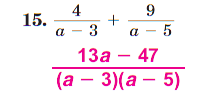 15. 4/(a − 3) + 9/(a − 5)
13a − 47
(a − 3)(a − 5)